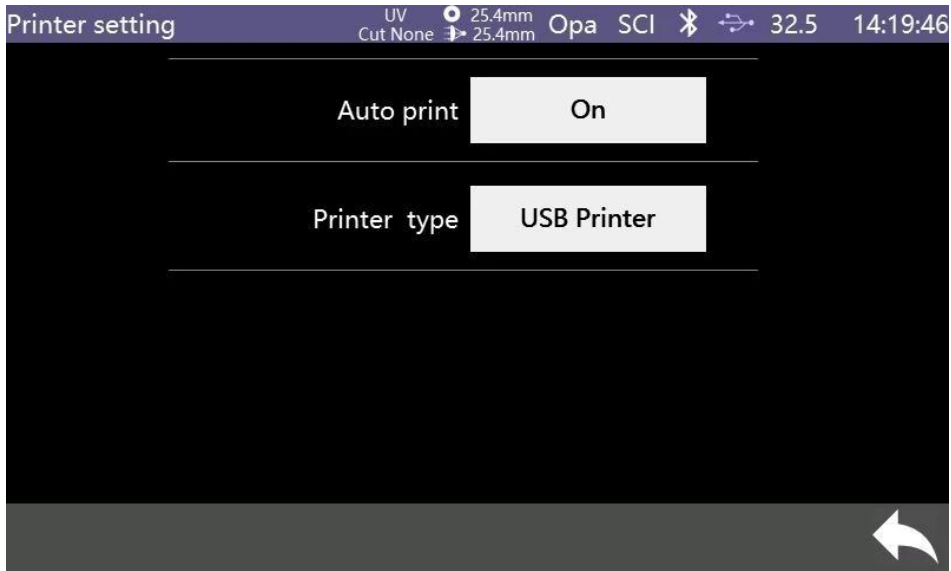 Printer setting
UV 25.4mm
Cut None 25.4mm
Opa SCI 32.5 14:19:46
Auto print On
Printer type USB Printer